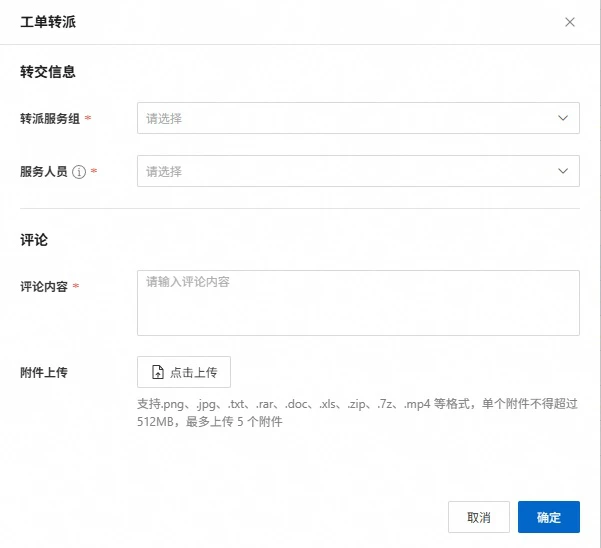 工单转派
转交信息
转派服务组 * 请选择
服务人员 * 请选择
评论
评论内容 * 请输入评论内容
附件上传 点击上传
支持.png、.jpg、.txt、.rar、.doc、.xls、.zip、.7z、.mp4 等格式，单个附件不得超过
512MB，最多上传 5 个附件
取消 确定